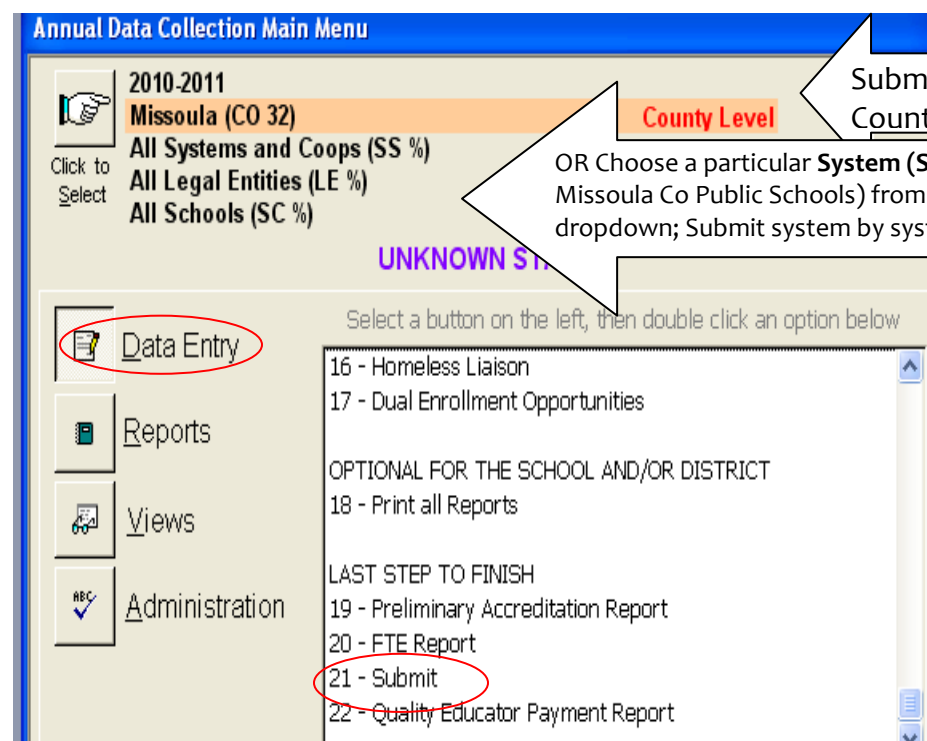 Annual Data Collection Main Menu
2010-2011
Missoula (CO 32) County Level
All Systems and Coops (SS %)
All Legal Entities (LE %)
All Schools (SC %)
Click to
Select
OR Choose a particular System (S
Missoula Co Public Schools) from
dropdown; Submit system by sys
UNKNOWN
Select a button on the left, then double click an option below
Data Entry
Reports
Views
ABC
Administration
16 - Homeless Liaison
17 - Dual Enrollment Opportunities
OPTIONAL FOR THE SCHOOL AND/OR DISTRICT
18 - Print all Reports
LAST STEP TO FINISH
19 - Preliminary Accreditation Report
20 - FTE Report
21 - Submit
22 - Quality Educator Payment Report